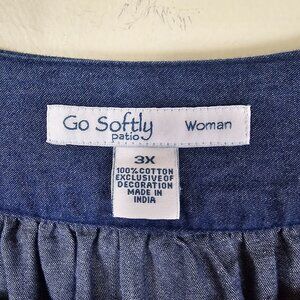 Go Softly Woman
patio
3X
100% COTTON
EXCLUSIVE OF
DECORATION
MADE IN
INDIA